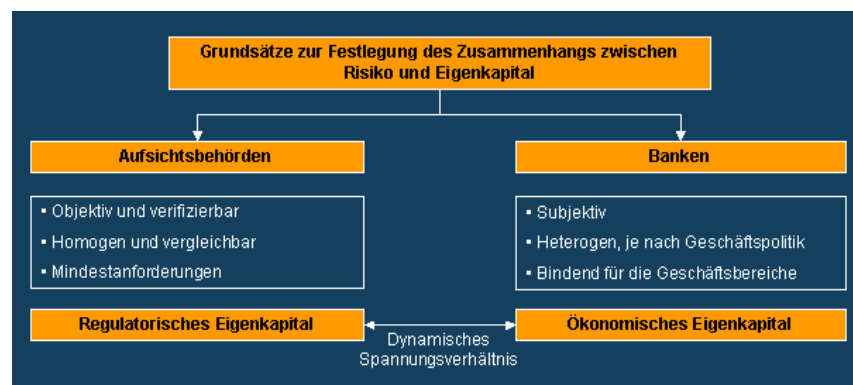 Grundsätze zur Festlegung des Zusammenhangs zwischen
Risiko und Eigenkapital
Aufsichtsbehörden
▪ Objektiv und verifizierbar
▪ Homogen und vergleichbar
▪ Mindestanforderungen
Regulatorisches Eigenkapital
Banken
▪ Subjektiv
▪ Heterogen, je nach Geschäftspolitik
▪ Bindend für die Geschäftsbereiche
Ökonomisches Eigenkapital
Dynamisches
Spannungsverhältnis